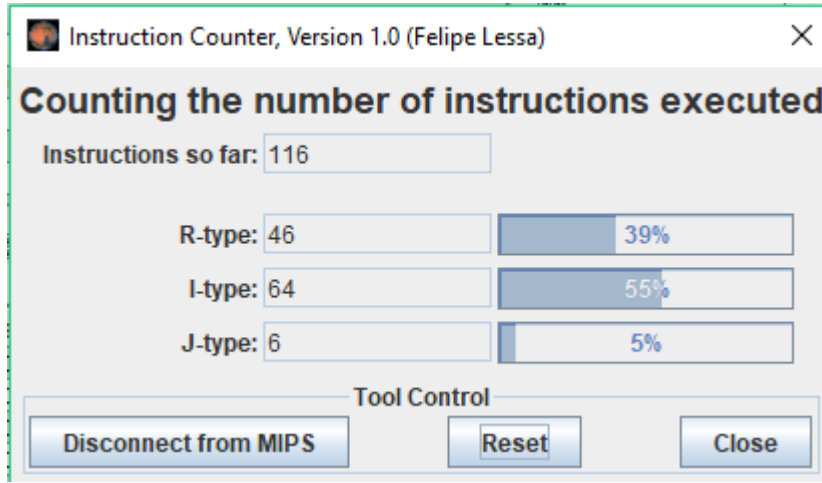 Instruction Counter, Version 1.0 (Felipe Lessa)
Counting the number of instructions executed
Instructions so far: 116
R-type: 46 39%
I-type: 64 55%
J-type: 6 5%
Tool Control
Disconnect from MIPS Reset Close